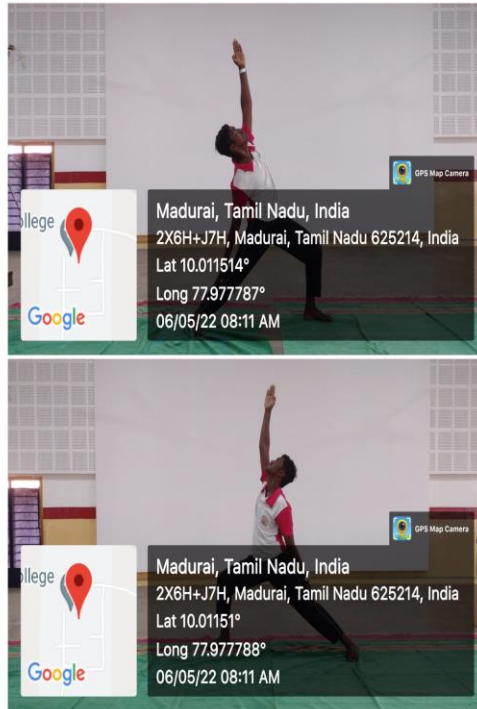 GPS Map Camera
Madurai, Tamil Nadu, India
2X6H+J7H, Madurai, Tamil Nadu 625214, India
Lat 10.011514°
Long 77.977787°
06/05/22 08:11 AM
ollege
Google
GPS Map Camera
Madurai, Tamil Nadu, India
2X6H+J7H, Madurai, Tamil Nadu 625214, India
Lat 10.01151°
Long 77.977788°
06/05/22 08:11 AM
ollege
Google